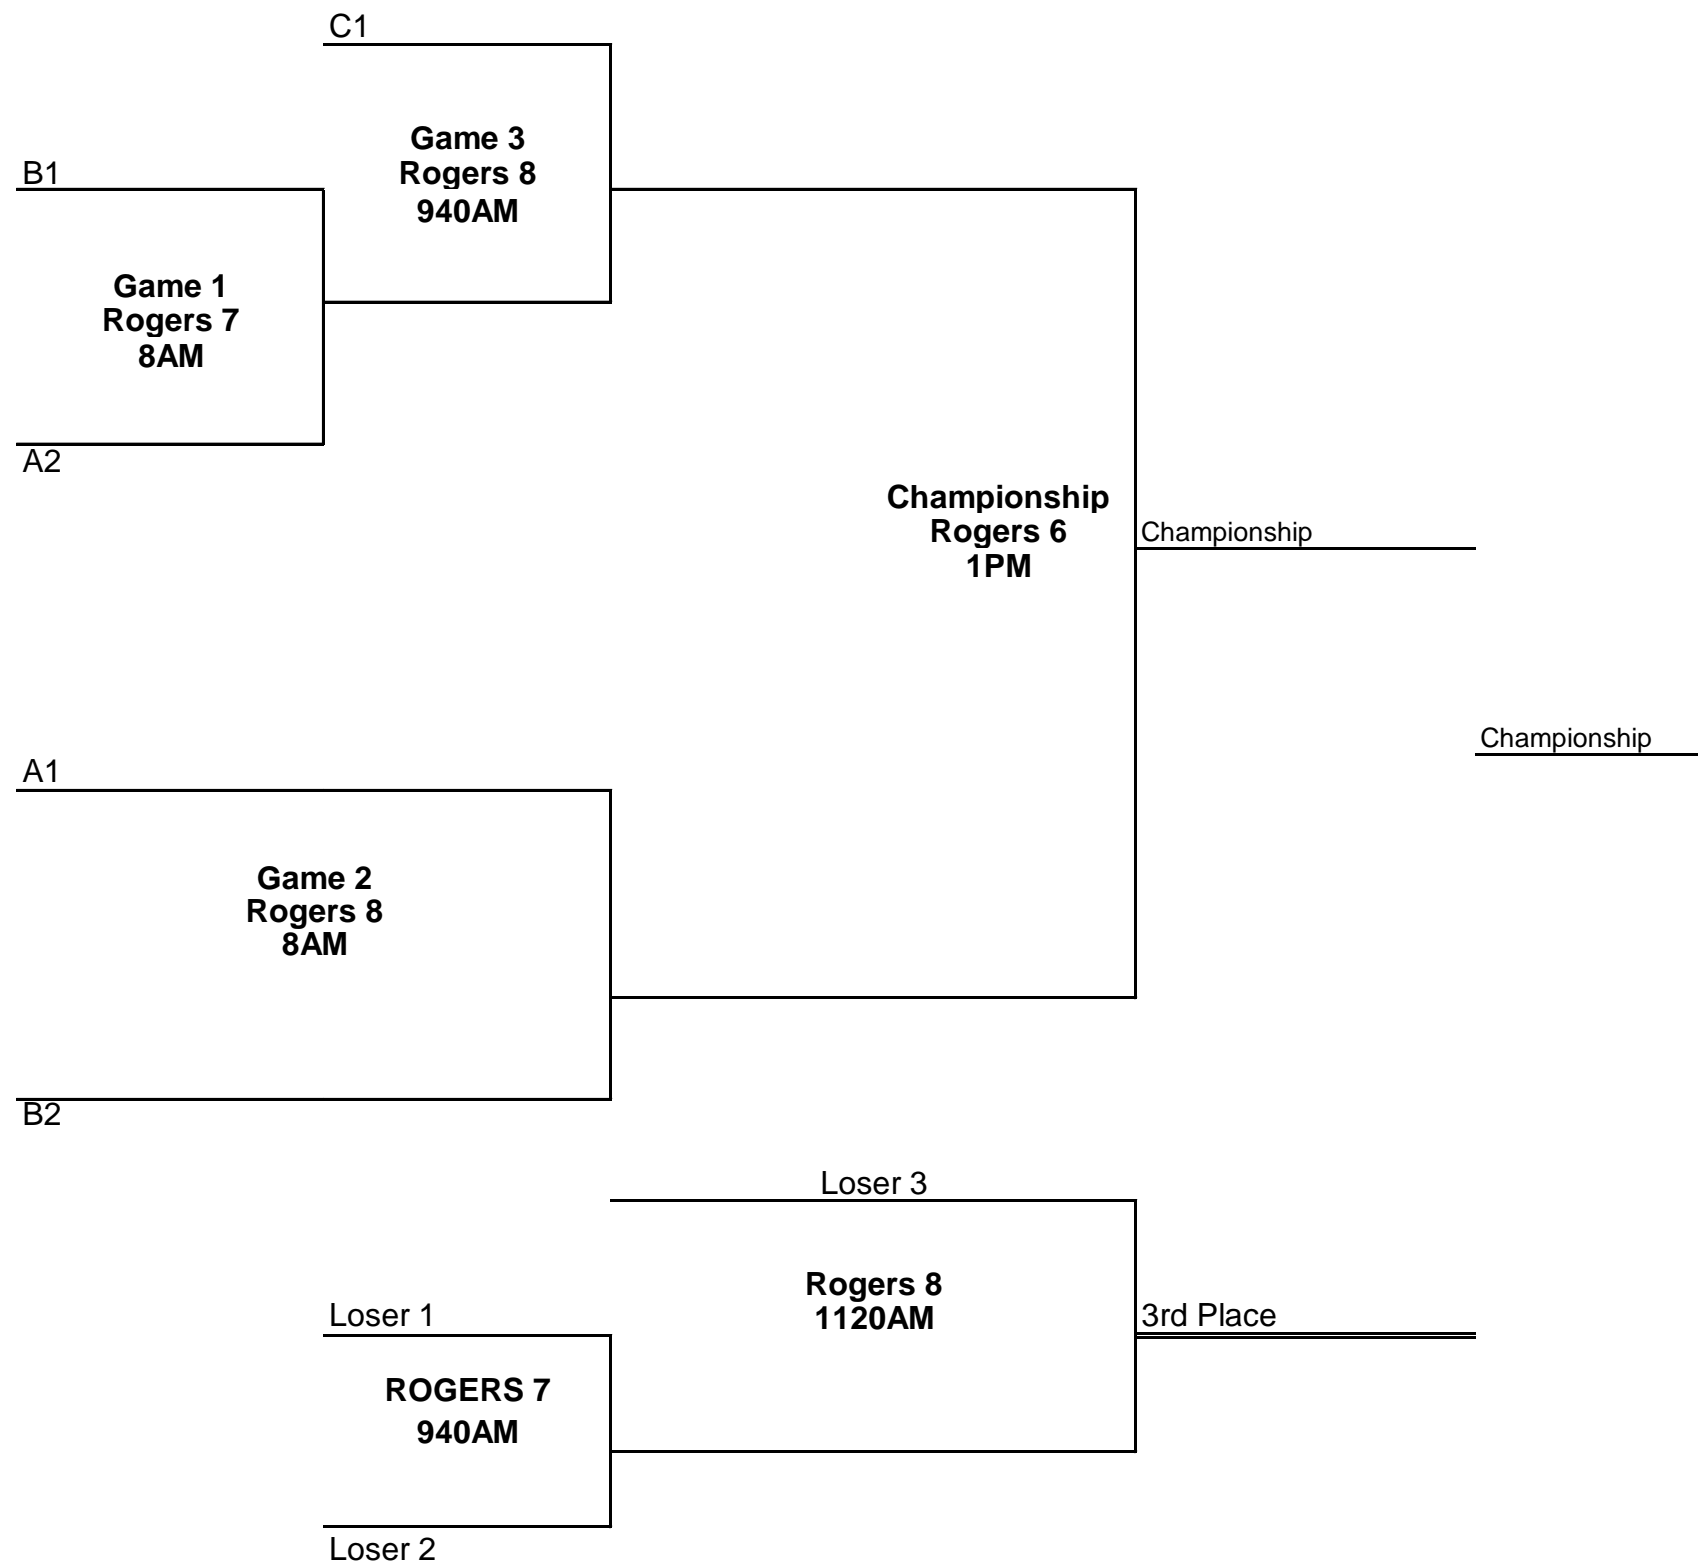 C1
Game 3
Rogers 8
940AM
B1
Game 1
Rogers 7
8AM
A2
Championship
Rogers 6
1PM
Championship
Championship
A1
Game 2
Rogers 8
8AM
B2
Loser 3
Rogers 8
1120AM
Loser 1
3rd Place
ROGERS 7
940AM
Loser 2